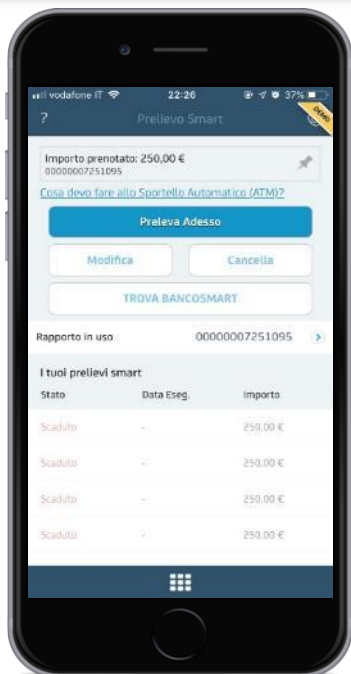 vodafone IT 22:26 37%
DEMO
? Prelievo Smart
Importo prenotato: 250,00 €
00000007251095
Cosa devo fare allo Sportello Automatico (ATM)?
Preleva Adesso
Modifica Cancella
TROVA BANCOSMART
Rapporto in uso 00000007251095
I tuoi prelievi smart
Stato Data Eseg. Importo
Scaduto - 250,00 €
Scaduto - 250,00 €
Scaduto - 250,00 €
Scaduto - 250,00 €